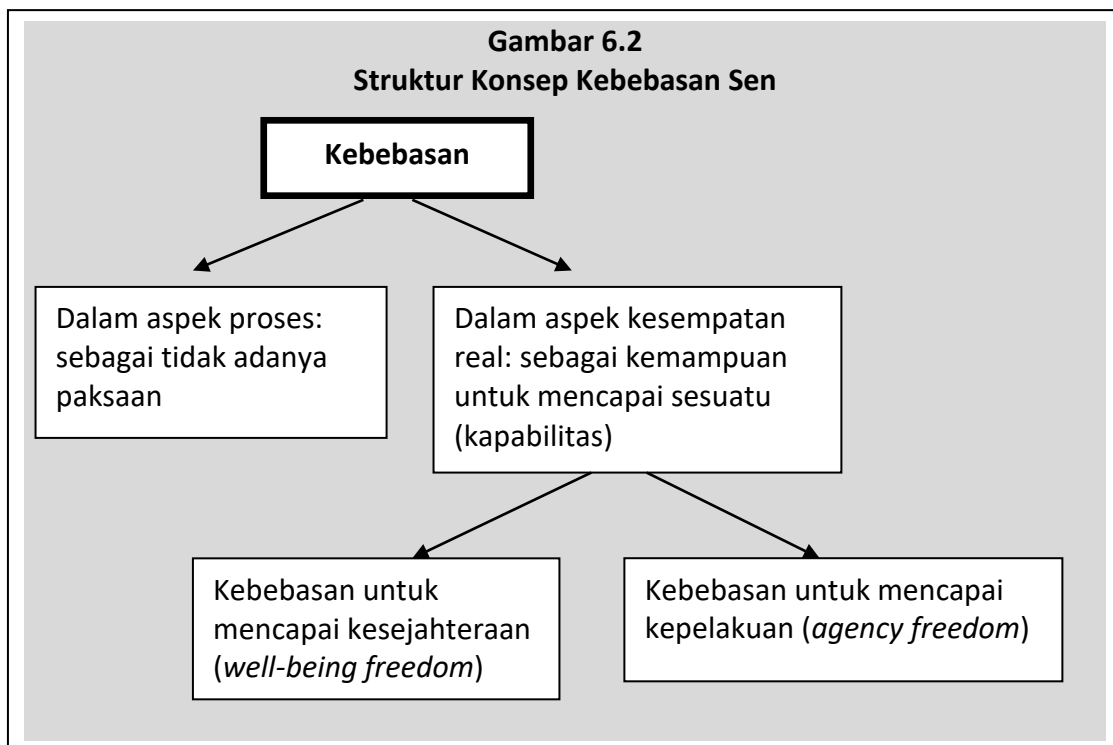 Gambar 6.2
Struktur Konsep Kebebasan Sen
Kebebasan
Dalam aspek proses:
sebagai tidak adanya
paksaan
Dalam aspek kesempatan
real: sebagai kemampuan
untuk mencapai sesuatu
(kapabilitas)
Kebebasan untuk
mencapai kesejahteraan
(well-being freedom)
Kebebasan untuk mencapai
kepelakuan (agency freedom)